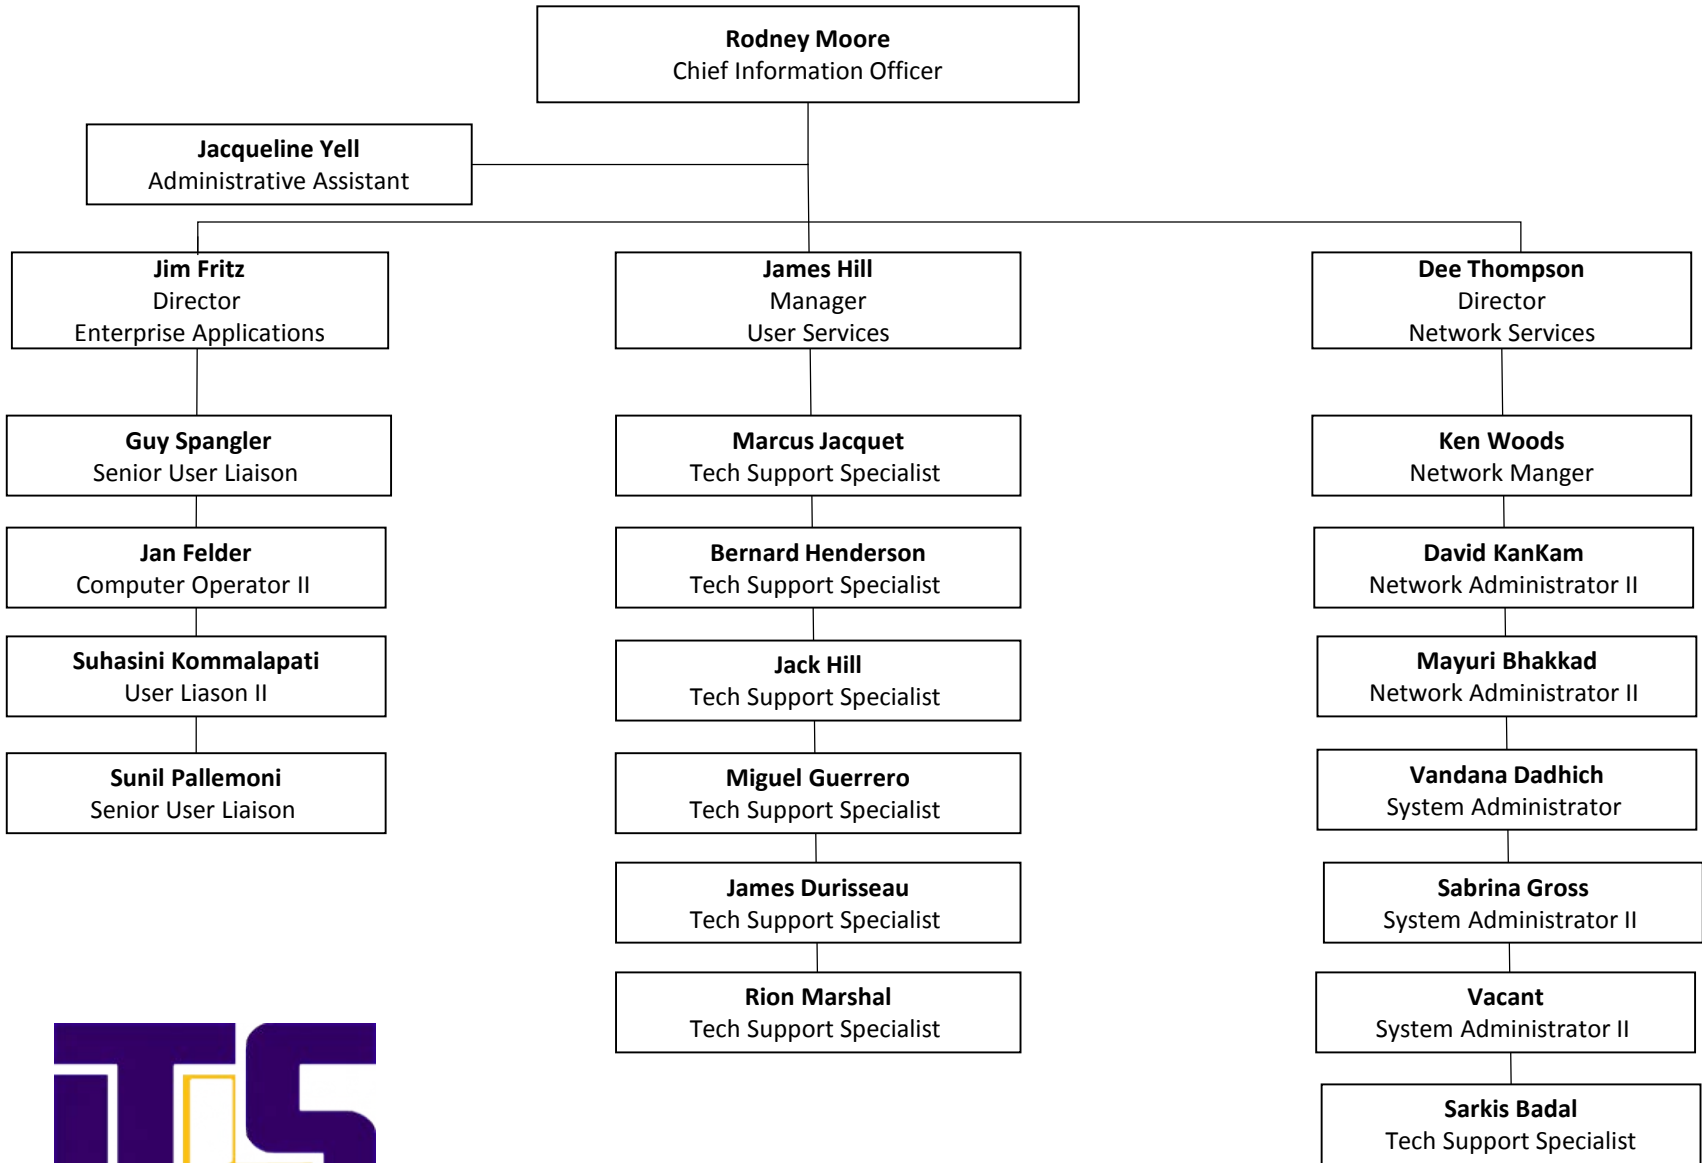 Rodney Moore
Chief Information Officer
Jacqueline Yell
Administrative Assistant
Jim Fritz
Director
Enterprise Applications
Guy Spangler
Senior User Liaison
Jan Felder
Computer Operator II
Suhasini Kommalapati
User Liason II
Sunil Pallemoni
Senior User Liaison
James Hill
Manager
User Services
Marcus Jacquet
Tech Support Specialist
Bernard Henderson
Tech Support Specialist
Jack Hill
Tech Support Specialist
Miguel Guerrero
Tech Support Specialist
James Durisseau
Tech Support Specialist
Rion Marshal
Tech Support Specialist
Dee Thompson
Director
Network Services
Ken Woods
Network Manger
David KanKam
Network Administrator II
Mayuri Bhakkad
Network Administrator II
Vandana Dadhich
System Administrator
Sabrina Gross
System Administrator II
Vacant
System Administrator II
Sarkis Badal
Tech Support Specialist
iTS